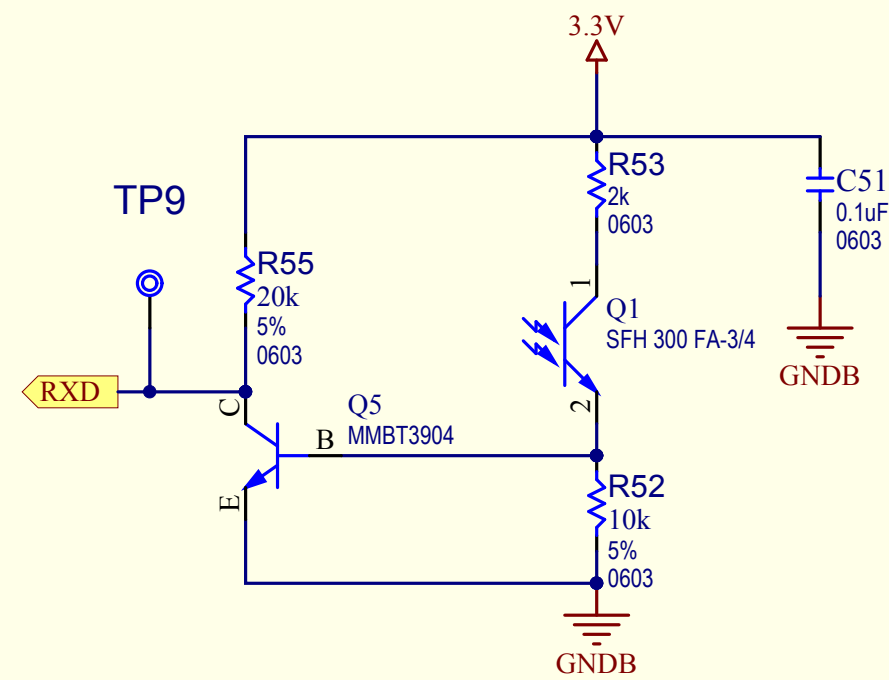 3.3V
R53
2k
0603
C51
0.1uF
0603
TP9
R55
20k
5%
0603
1
Q1
SFH 300 FA-3/4
GNDB
RXD
C
Q5
MMBT3904
B
2
E
R52
10k
5%
0603
GNDB